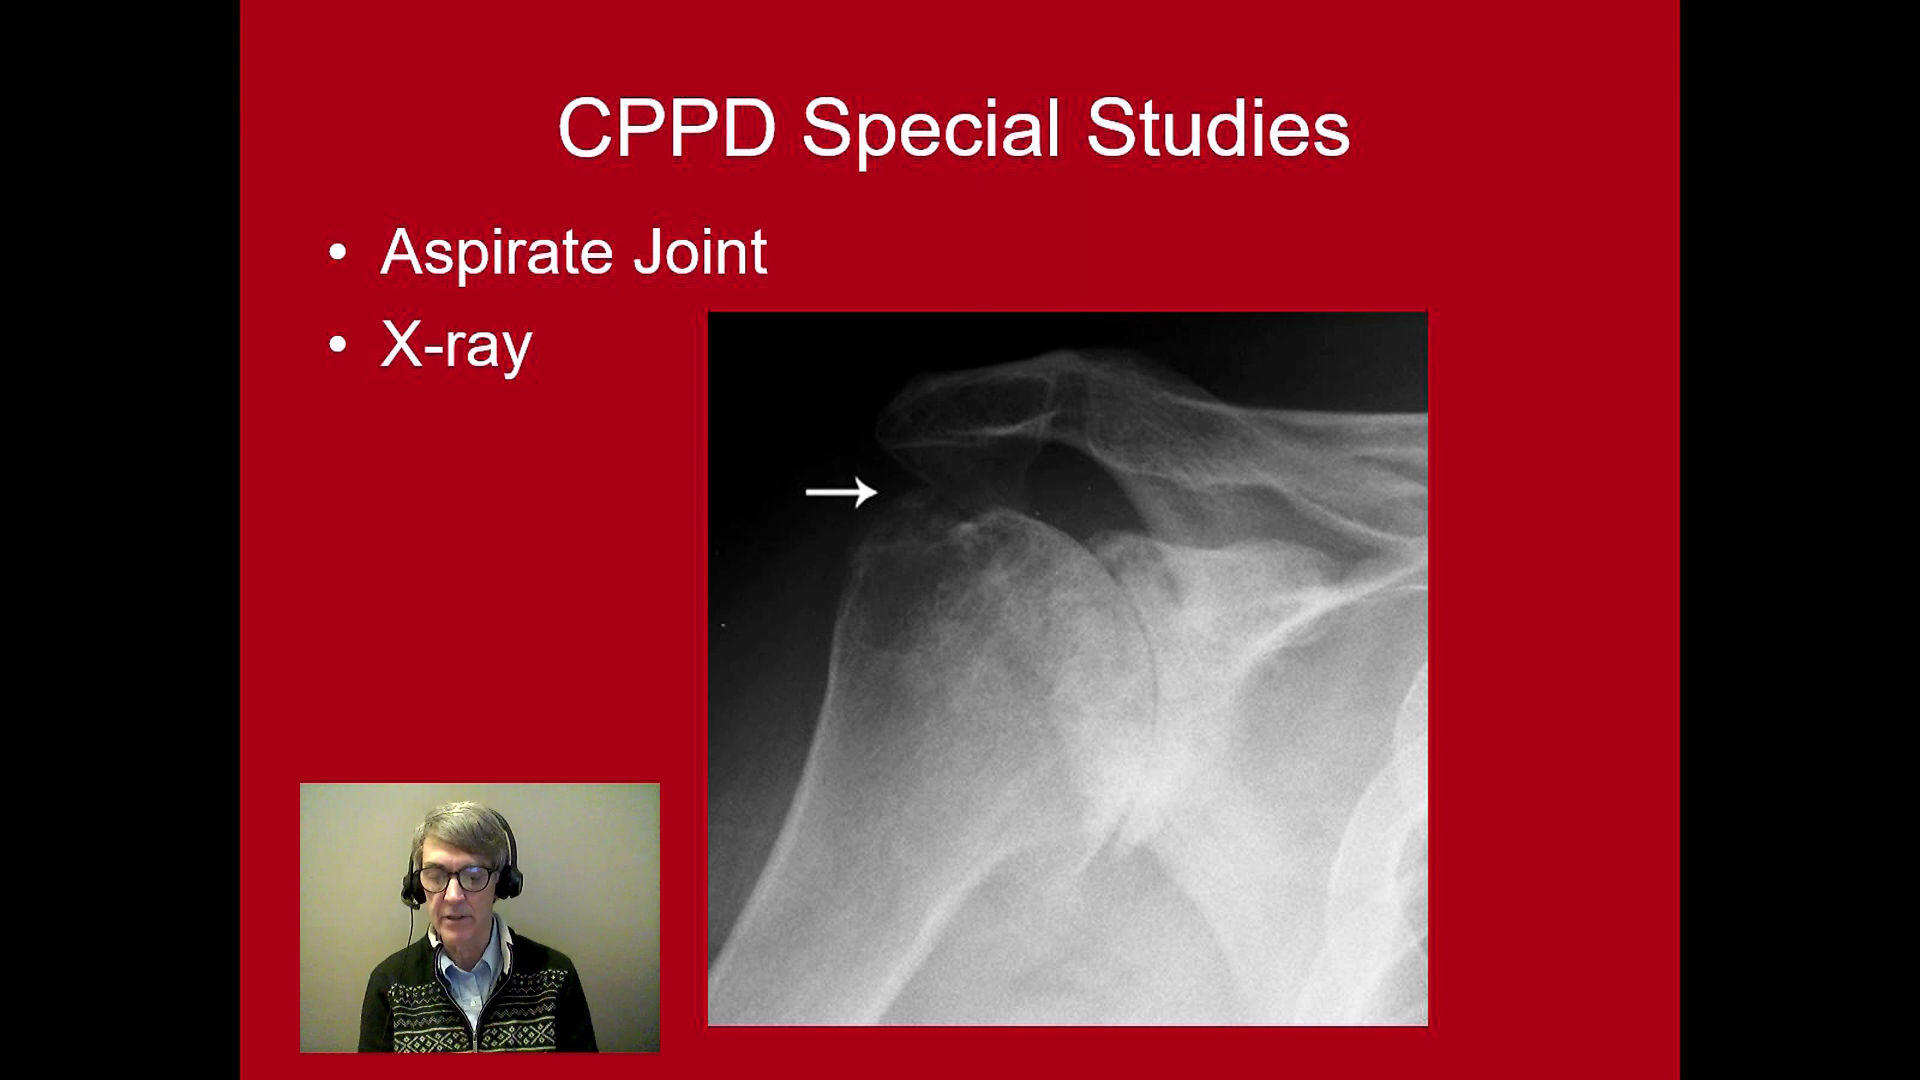 CPPD Special Studies
• Aspirate Joint
• X-ray